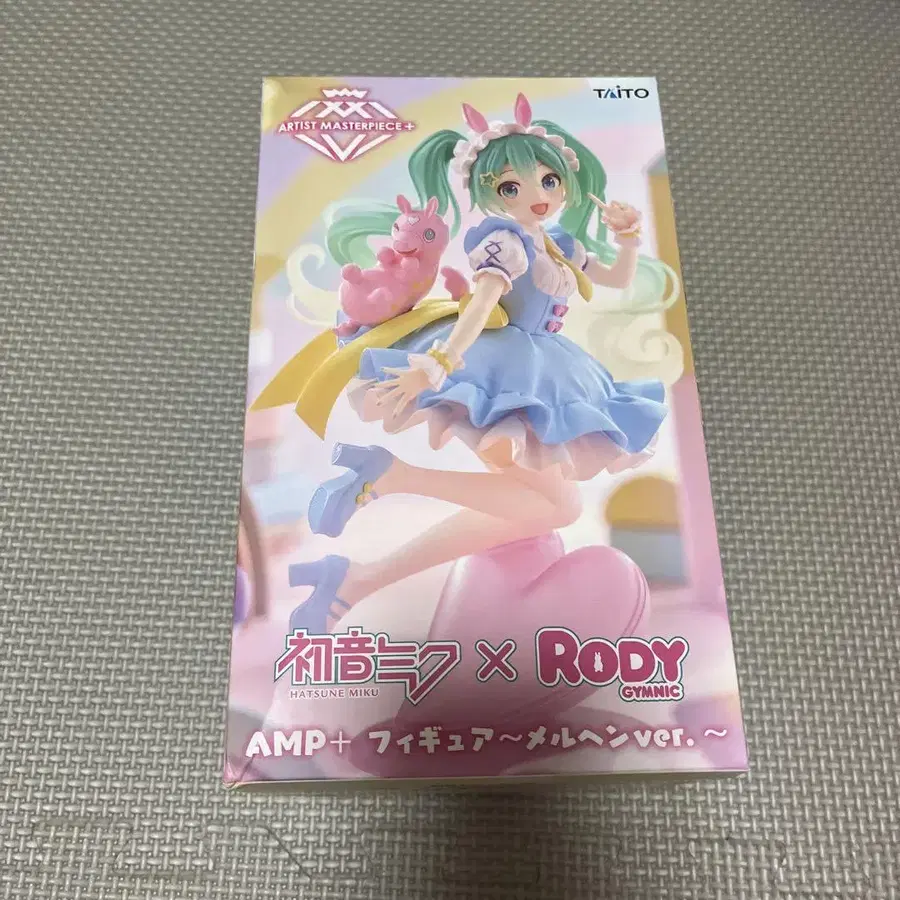 TAITO
ARTIST MASTERPIECE+
初音ミク × RODY
HATSUNE MIKU
GYMNIC
AMP+ フィギュア～メルヘンver.～